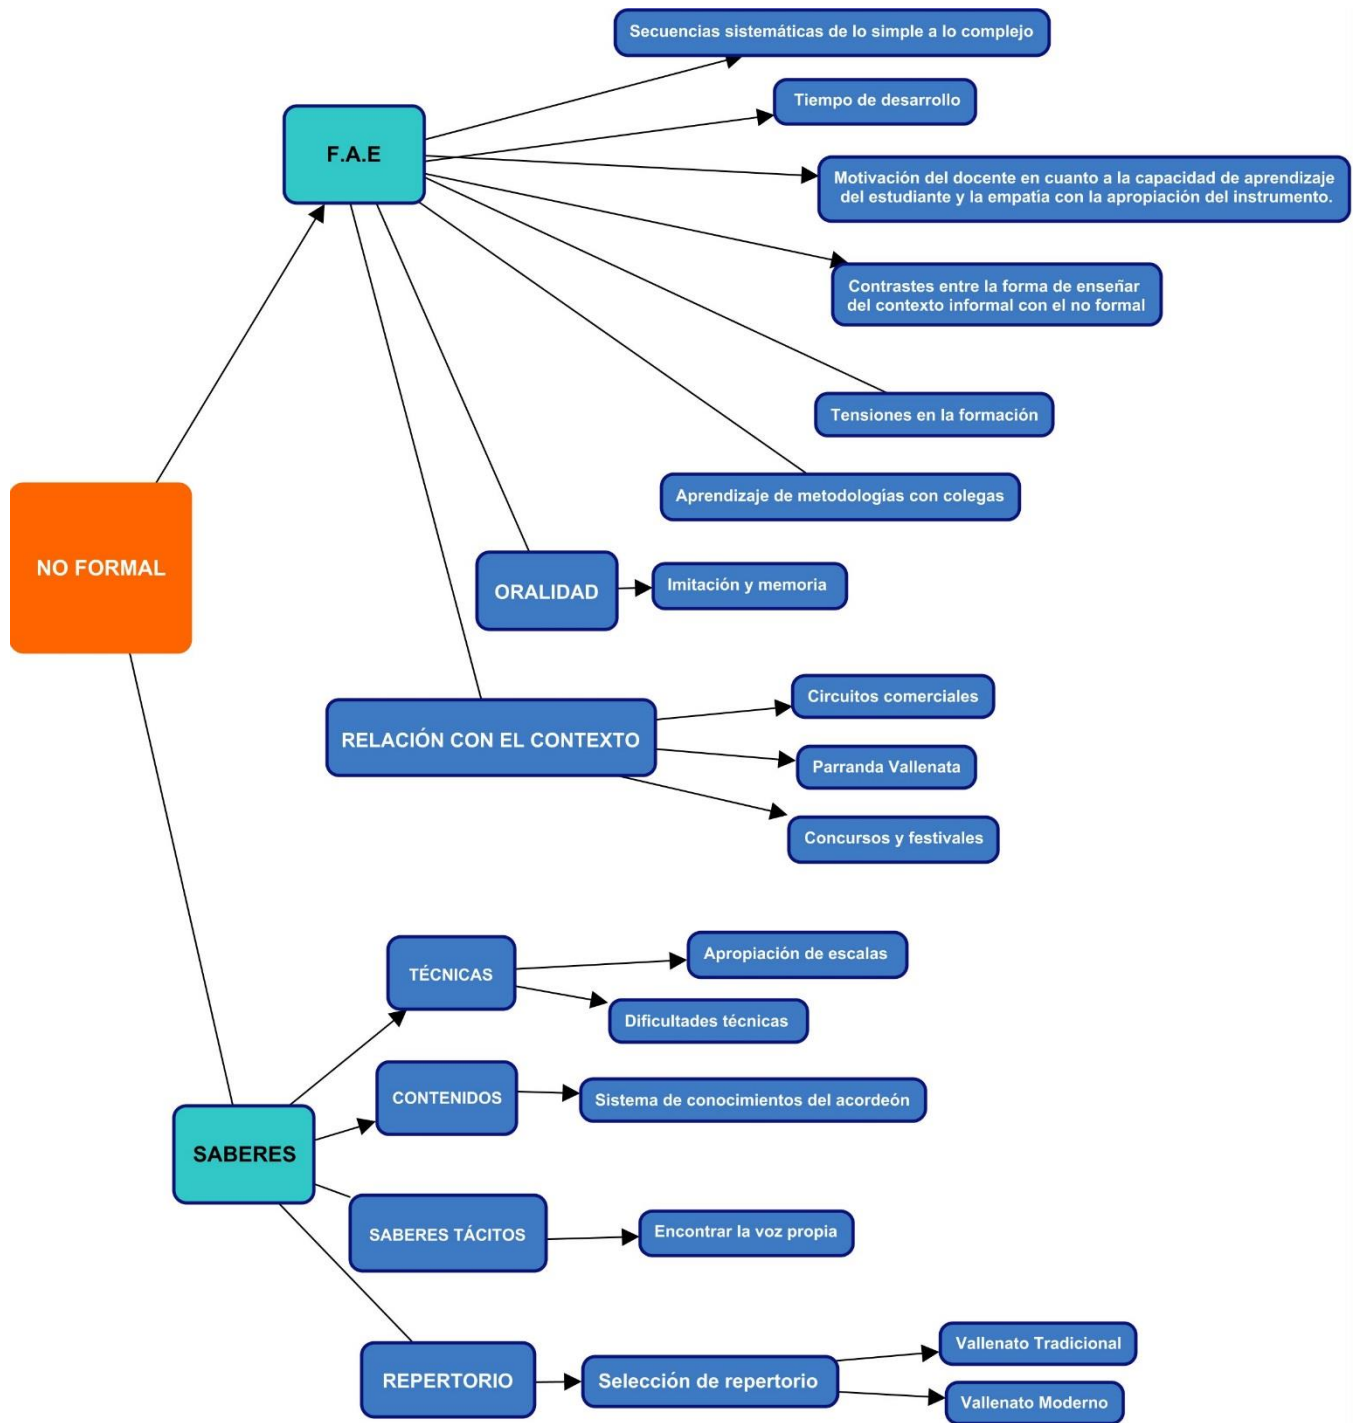 Secuencias sistemáticas de lo simple a lo complejo
Tiempo de desarrollo
F.A.E
Motivación del docente en cuanto a la capacidad de aprendizaje
del estudiante y la empatía con la apropiación del instrumento.
Contrastes entre la forma de enseñar
del contexto informal con el no formal
Tensiones en la formación
Aprendizaje de metodologías con colegas
NO FORMAL
ORALIDAD
Imitación y memoria
RELACIÓN CON EL CONTEXTO
Circuitos comerciales
Parranda Vallenata
Concursos y festivales
TÉCNICAS
Apropiación de escalas
Dificultades técnicas
CONTENIDOS
Sistema de conocimientos del acordeón
SABERES
SABERES TÁCITOS
Encontrar la voz propia
REPERTORIO
Selección de repertorio
Vallenato Tradicional
Vallenato Moderno